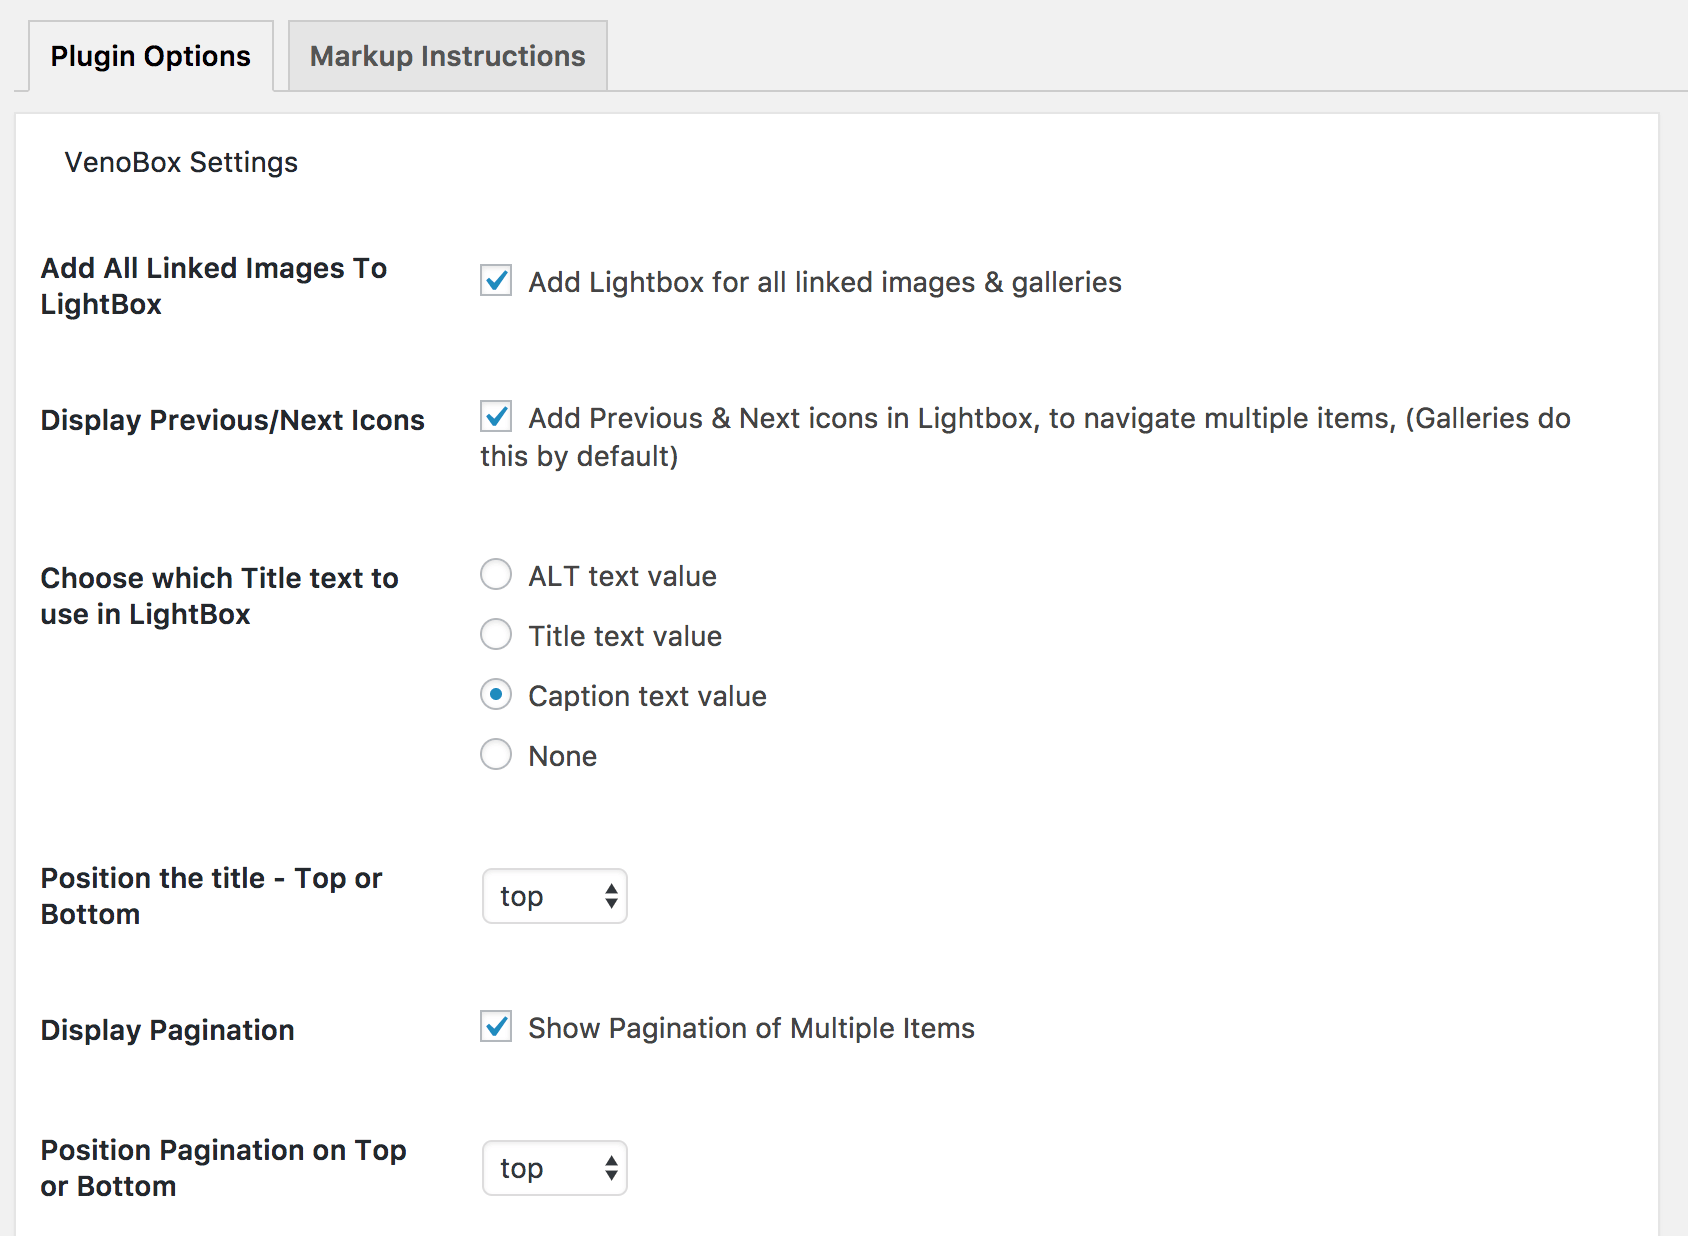 Plugin Options
Markup Instructions
VenoBox Settings
Add All Linked Images To
LightBox
Add Lightbox for all linked images & galleries
Display Previous/Next Icons
Add Previous & Next icons in Lightbox, to navigate multiple items, (Galleries do
this by default)
Choose which Title text to
use in LightBox
ALT text value
Title text value
Caption text value
None
Position the title - Top or
Bottom
top
Display Pagination
Show Pagination of Multiple Items
Position Pagination on Top
or Bottom
top